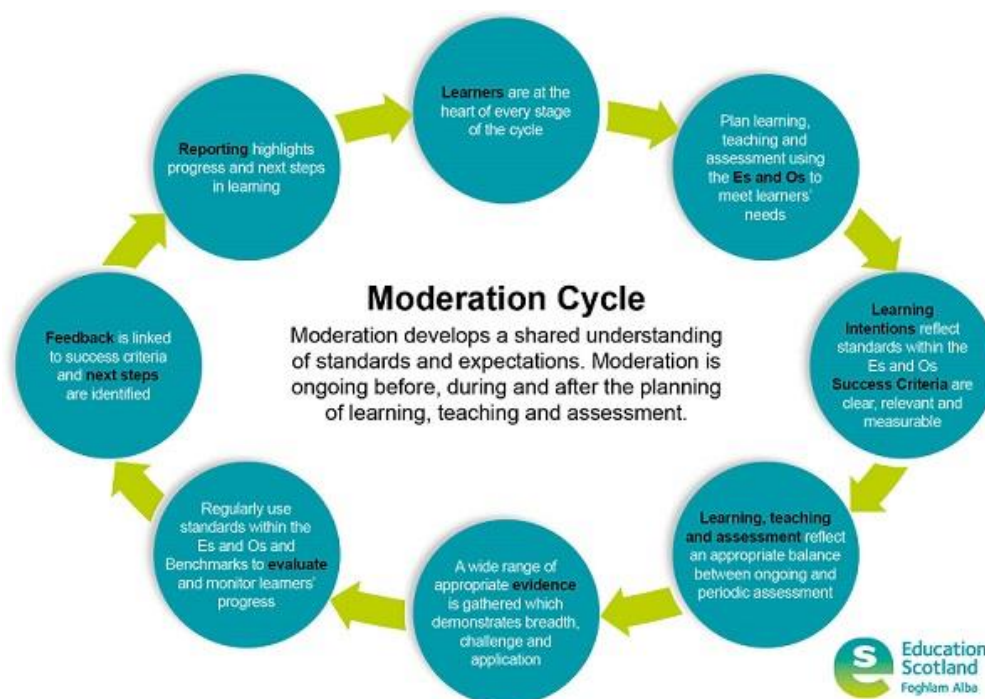 Learners are at the
heart of every stage
of the cycle
Plan learning,
teaching and
assessment using
the Es and Os to
meet learners'
needs
Learning
Intentions reflect
standards within the
Es and Os
Success Criteria are
clear, relevant and
measurable
Learning, teaching
and assessment reflect
an appropriate balance
between ongoing and
periodic assessment
A wide range of
appropriate evidence
is gathered which
demonstrates breadth,
challenge and
application
Regularly use
standards within the
Es and Os and
Benchmarks to evaluate
and monitor learners'
progress
Feedback is linked
to success criteria
and next steps
are identified
Reporting highlights
progress and next steps
in learning
Moderation Cycle
Moderation develops a shared understanding
of standards and expectations. Moderation is
ongoing before, during and after the planning
of learning, teaching and assessment.
Education
Scotland
Foghlam Alba